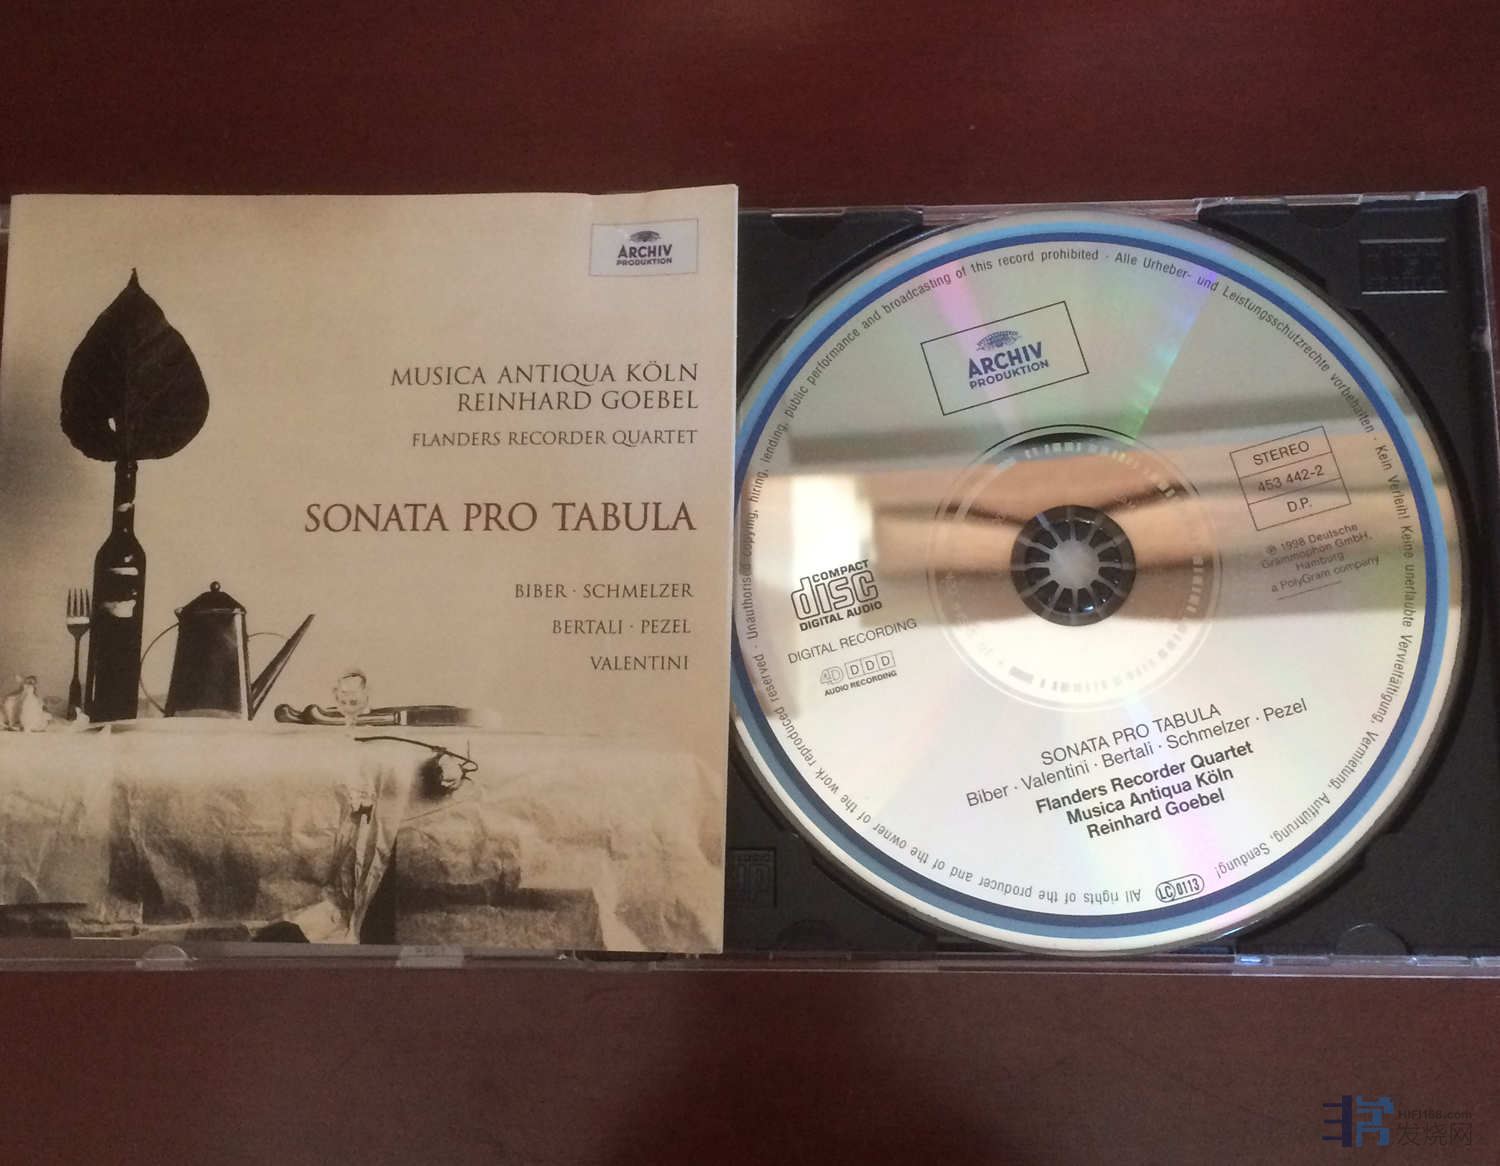 ARCHIV
PRODUKTION
MUSICA ANTIQUA KÖLN
REINHARD GOEBEL
FLANDERS RECORDER QUARTET
SONATA PRO TABULA
BIBER · SCHMELZER
BERTALI · PEZEL
VALENTINI
ARCHIV
PRODUKTION
STEREO
453 442-2
D.P.
℗ 1998 Deutsche
Grammophon GmbH,
Hamburg
a PolyGram company
COMPACT
disc
DIGITAL AUDIO
DIGITAL RECORDING
4D DDD
AUDIO RECORDING
SONATA PRO TABULA
Biber · Valentini · Bertali · Schmelzer · Pezel
Flanders Recorder Quartet
Musica Antiqua Köln
Reinhard Goebel
All rights of the producer and of the owner of the work reproduced reserved · Unauthorised copying, hiring, lending, public performance and broadcasting of this record prohibited · Alle Urheber- und Leistungsschutzrechte vorbehalten · Kein Verleih! Keine unerlaubte Vervielfältigung, Vermietung, Aufführung, Sendung!
LC 0113
HIFI168.com
发烧网